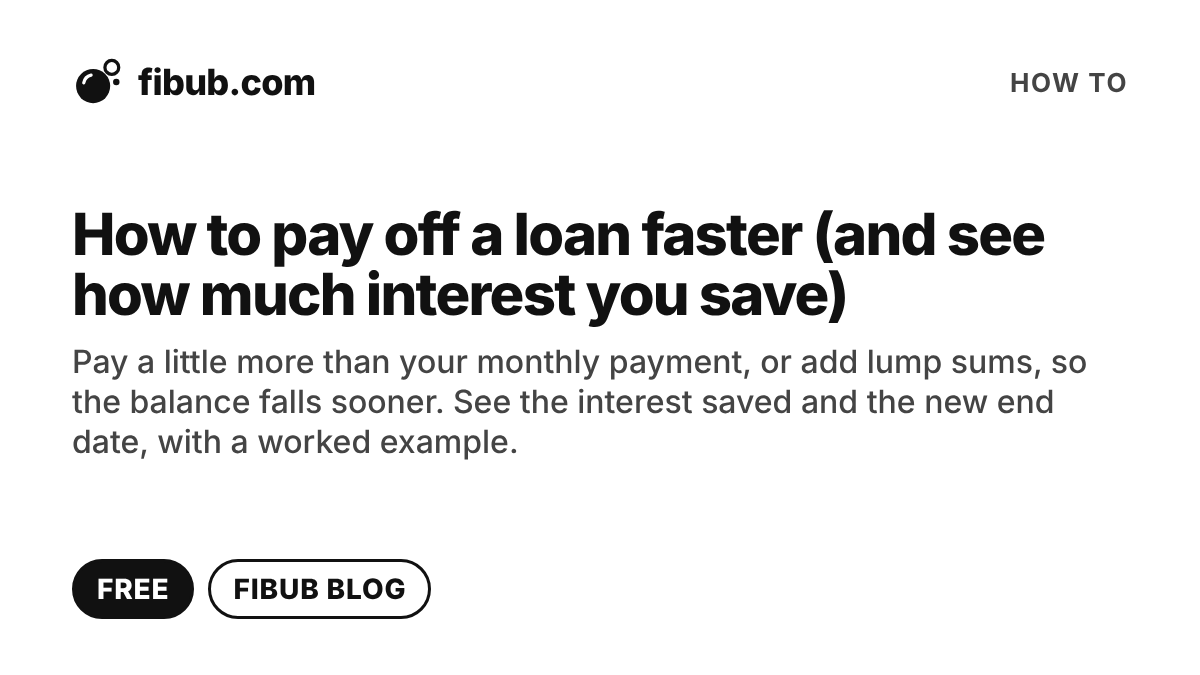 fibub.com
HOW TO
How to pay off a loan faster (and see
how much interest you save)
Pay a little more than your monthly payment, or add lump sums, so
the balance falls sooner. See the interest saved and the new end
date, with a worked example.
FREE
FIBUB BLOG